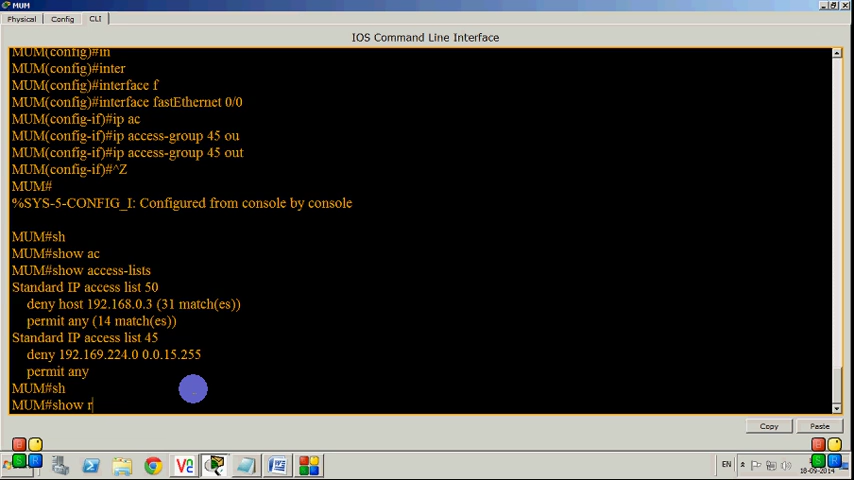 MUM
Physical Config CLI
IOS Command Line Interface
MUM(config)#in
MUM(config)#inter
MUM(config)#interface f
MUM(config)#interface fastEthernet 0/0
MUM(config-if)#ip ac
MUM(config-if)#ip access-group 45 ou
MUM(config-if)#ip access-group 45 out
MUM(config-if)#^Z
MUM#
%SYS-5-CONFIG_I: Configured from console by console
MUM#sh
MUM#show ac
MUM#show access-lists
Standard IP access list 50
deny host 192.168.0.3 (31 match(es))
permit any (14 match(es))
Standard IP access list 45
deny 192.169.224.0 0.0.15.255
permit any
MUM#sh
MUM#show r
Copy Paste
EN
18-09-2014